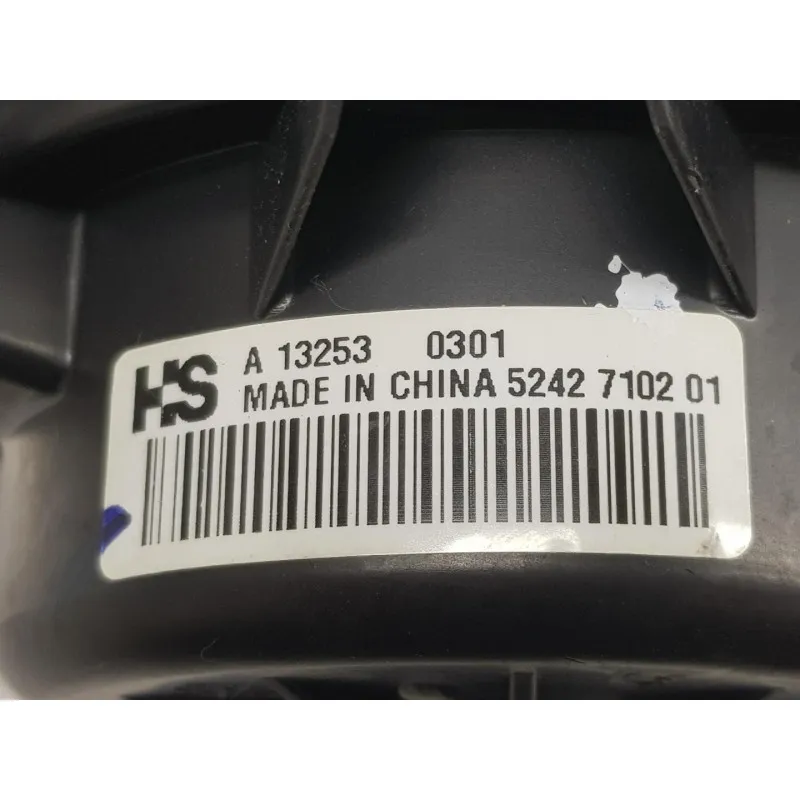 HS
A 13253 0301
MADE IN CHINA 5242 7102 01